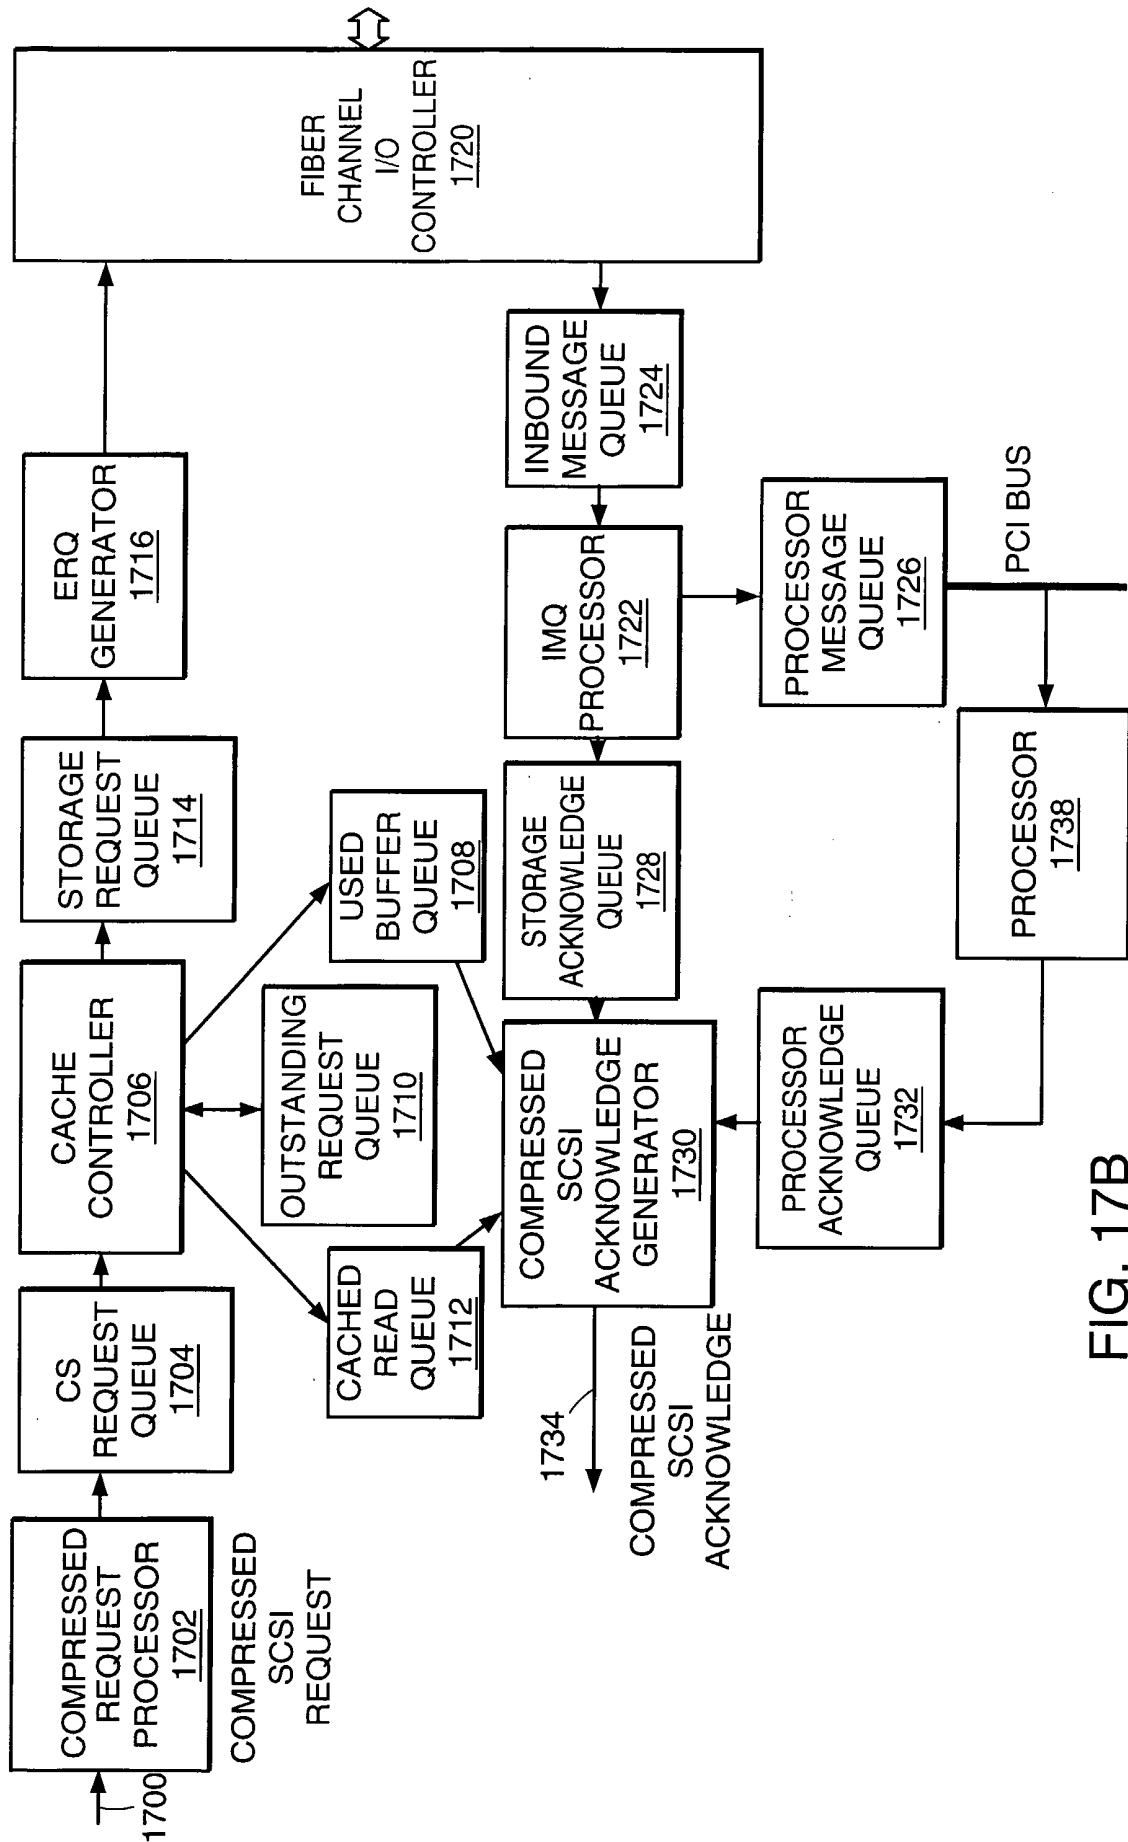 1700
COMPRESSED
REQUEST
PROCESSOR
1702
COMPRESSED
SCSI
REQUEST
CS
REQUEST
QUEUE
1704
CACHE
CONTROLLER
1706
STORAGE
REQUEST
QUEUE
1714
ERQ
GENERATOR
1716
FIBER
CHANNEL
I/O
CONTROLLER
1720
CACHED
READ
QUEUE
1712
OUTSTANDING
REQUEST
QUEUE
1710
USED
BUFFER
QUEUE
1708
1734
COMPRESSED
SCSI
ACKNOWLEDGE
COMPRESSED
SCSI
ACKNOWLEDGE
GENERATOR
1730
STORAGE
ACKNOWLEDGE
QUEUE
1728
IMQ
PROCESSOR
1722
INBOUND
MESSAGE
QUEUE
1724
PROCESSOR
ACKNOWLEDGE
QUEUE
1732
PROCESSOR
MESSAGE
QUEUE
1726
PCI BUS
PROCESSOR
1738
FIG. 17B